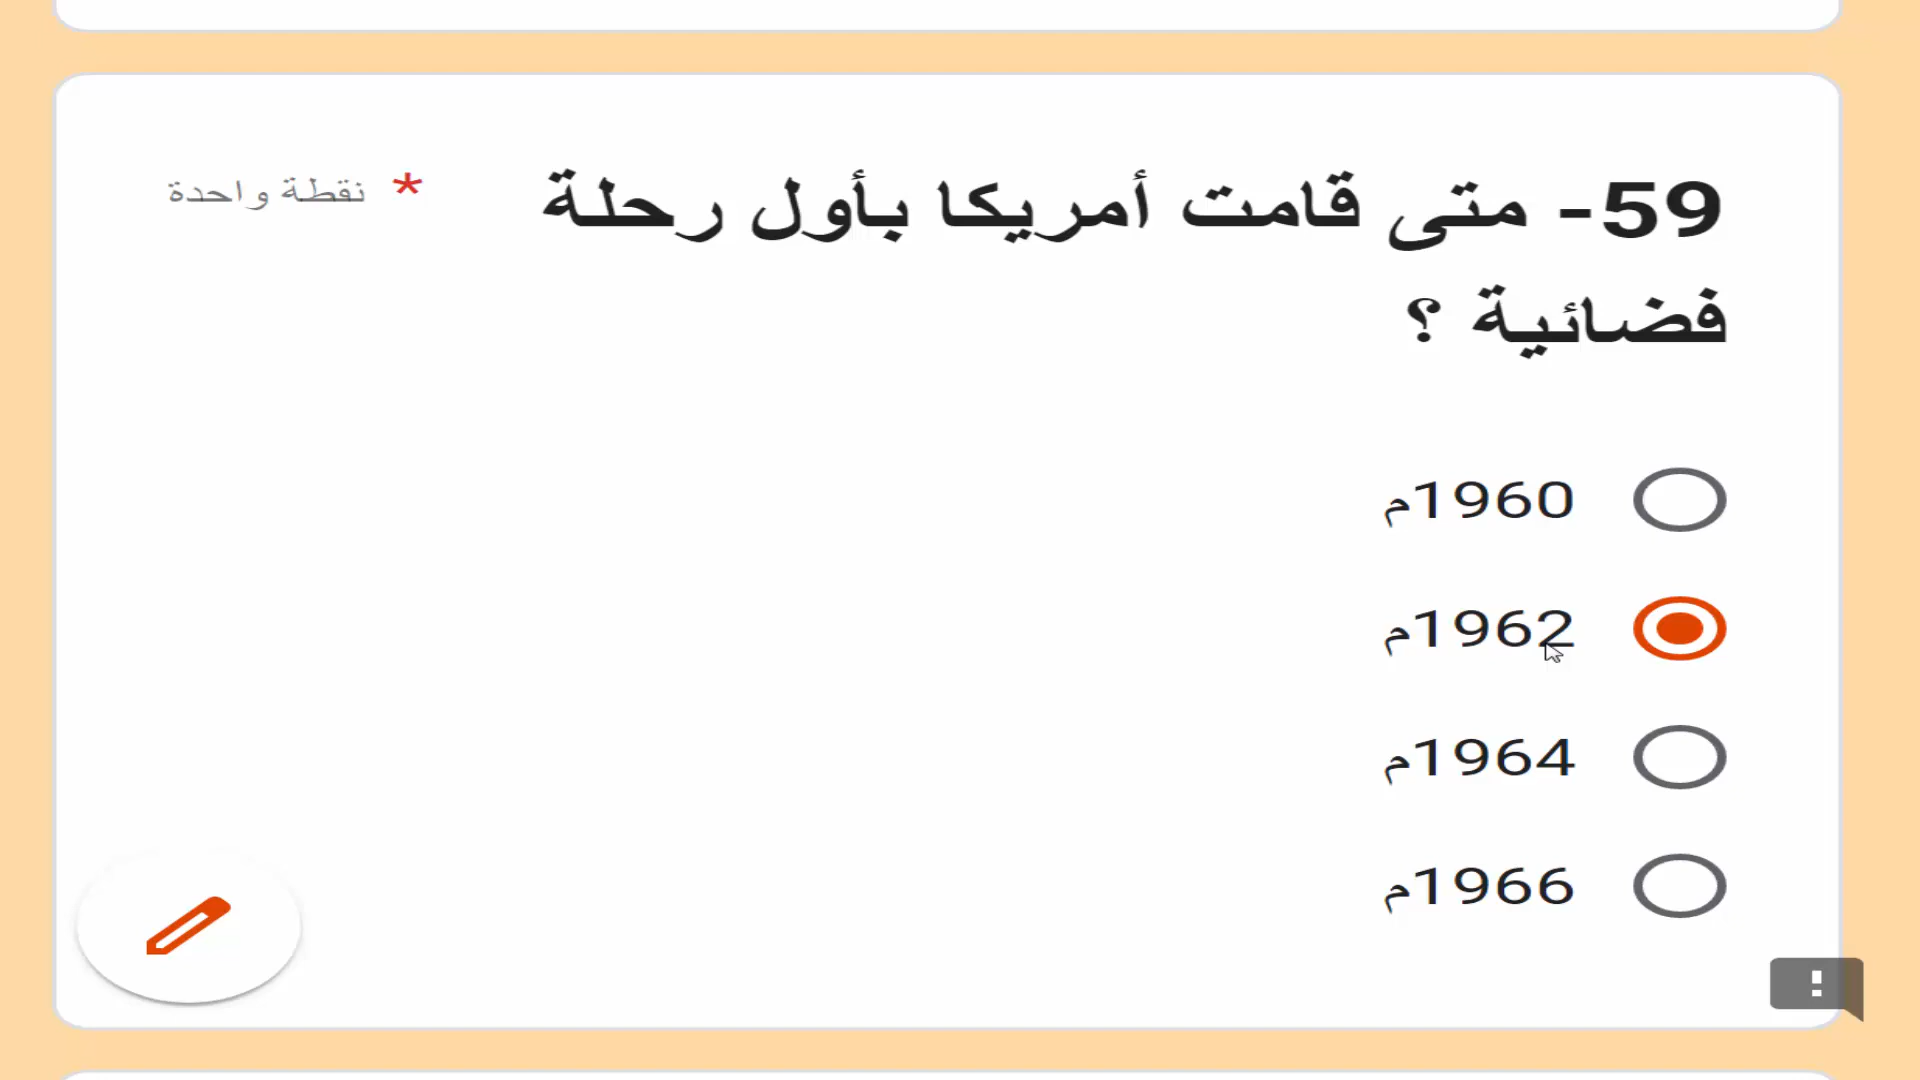 59- متى قامت أمريكا بأول رحلة
فضائية ؟
* نقطة واحدة
1960م
1962م
1964م
1966م